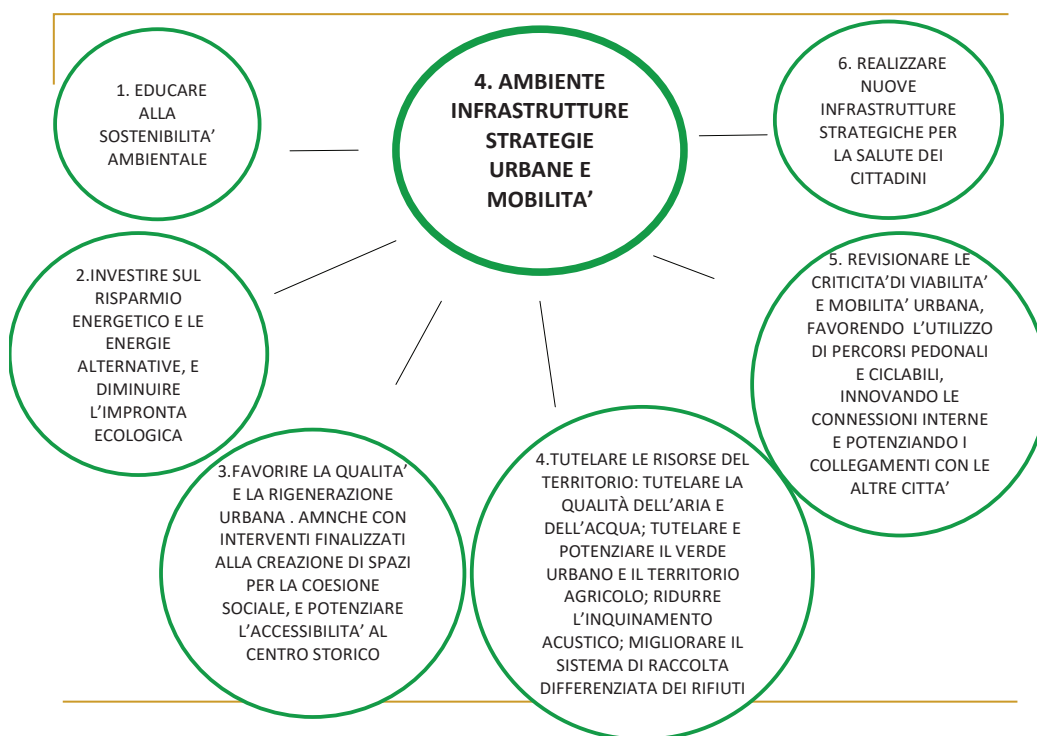 4. AMBIENTE
INFRASTRUTTURE
STRATEGIE
URBANE E
MOBILITA’
1. EDUCARE
ALLA
SOSTENIBILITA’
AMBIENTALE
2.INVESTIRE SUL
RISPARMIO
ENERGETICO E LE
ENERGIE
ALTERNATIVE, E
DIMINUIRE
L’IMPRONTA
ECOLOGICA
3.FAVORIRE LA QUALITA’
E LA RIGENERAZIONE
URBANA . AMNCHE CON
INTERVENTI FINALIZZATI
ALLA CREAZIONE DI SPAZI
PER LA COESIONE
SOCIALE, E POTENZIARE
L’ACCESSIBILITA’ AL
CENTRO STORICO
4.TUTELARE LE RISORSE DEL
TERRITORIO: TUTELARE LA
QUALITÀ DELL’ARIA E
DELL’ACQUA; TUTELARE E
POTENZIARE IL VERDE
URBANO E IL TERRITORIO
AGRICOLO; RIDURRE
L’INQUINAMENTO
ACUSTICO; MIGLIORARE IL
SISTEMA DI RACCOLTA
DIFFERENZIATA DEI RIFIUTI
5. REVISIONARE LE
CRITICITA’DI VIABILITA’
E MOBILITA’ URBANA,
FAVORENDO L’UTILIZZO
DI PERCORSI PEDONALI
E CICLABILI,
INNOVANDO LE
CONNESSIONI INTERNE
E POTENZIANDO I
COLLEGAMENTI CON LE
ALTRE CITTA’
6. REALIZZARE
NUOVE
INFRASTRUTTURE
STRATEGICHE PER
LA SALUTE DEI
CITTADINI